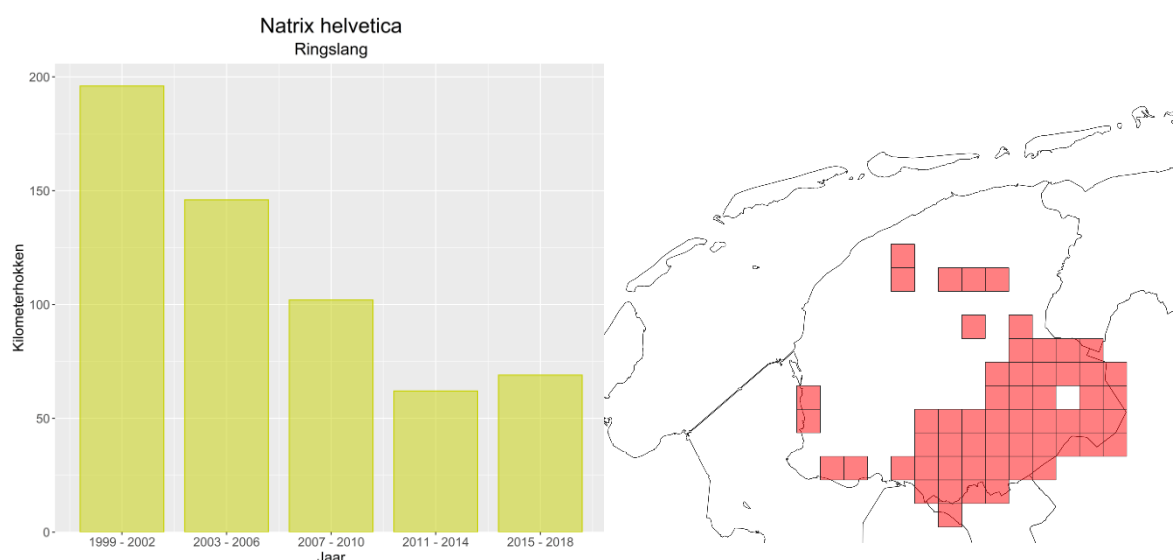 Natrix helvetica
Ringslang
Kilometerhokken
200
150
100
50
0
1999 - 2002 2003 - 2006 2007 - 2010 2011 - 2014 2015 - 2018
Jaar